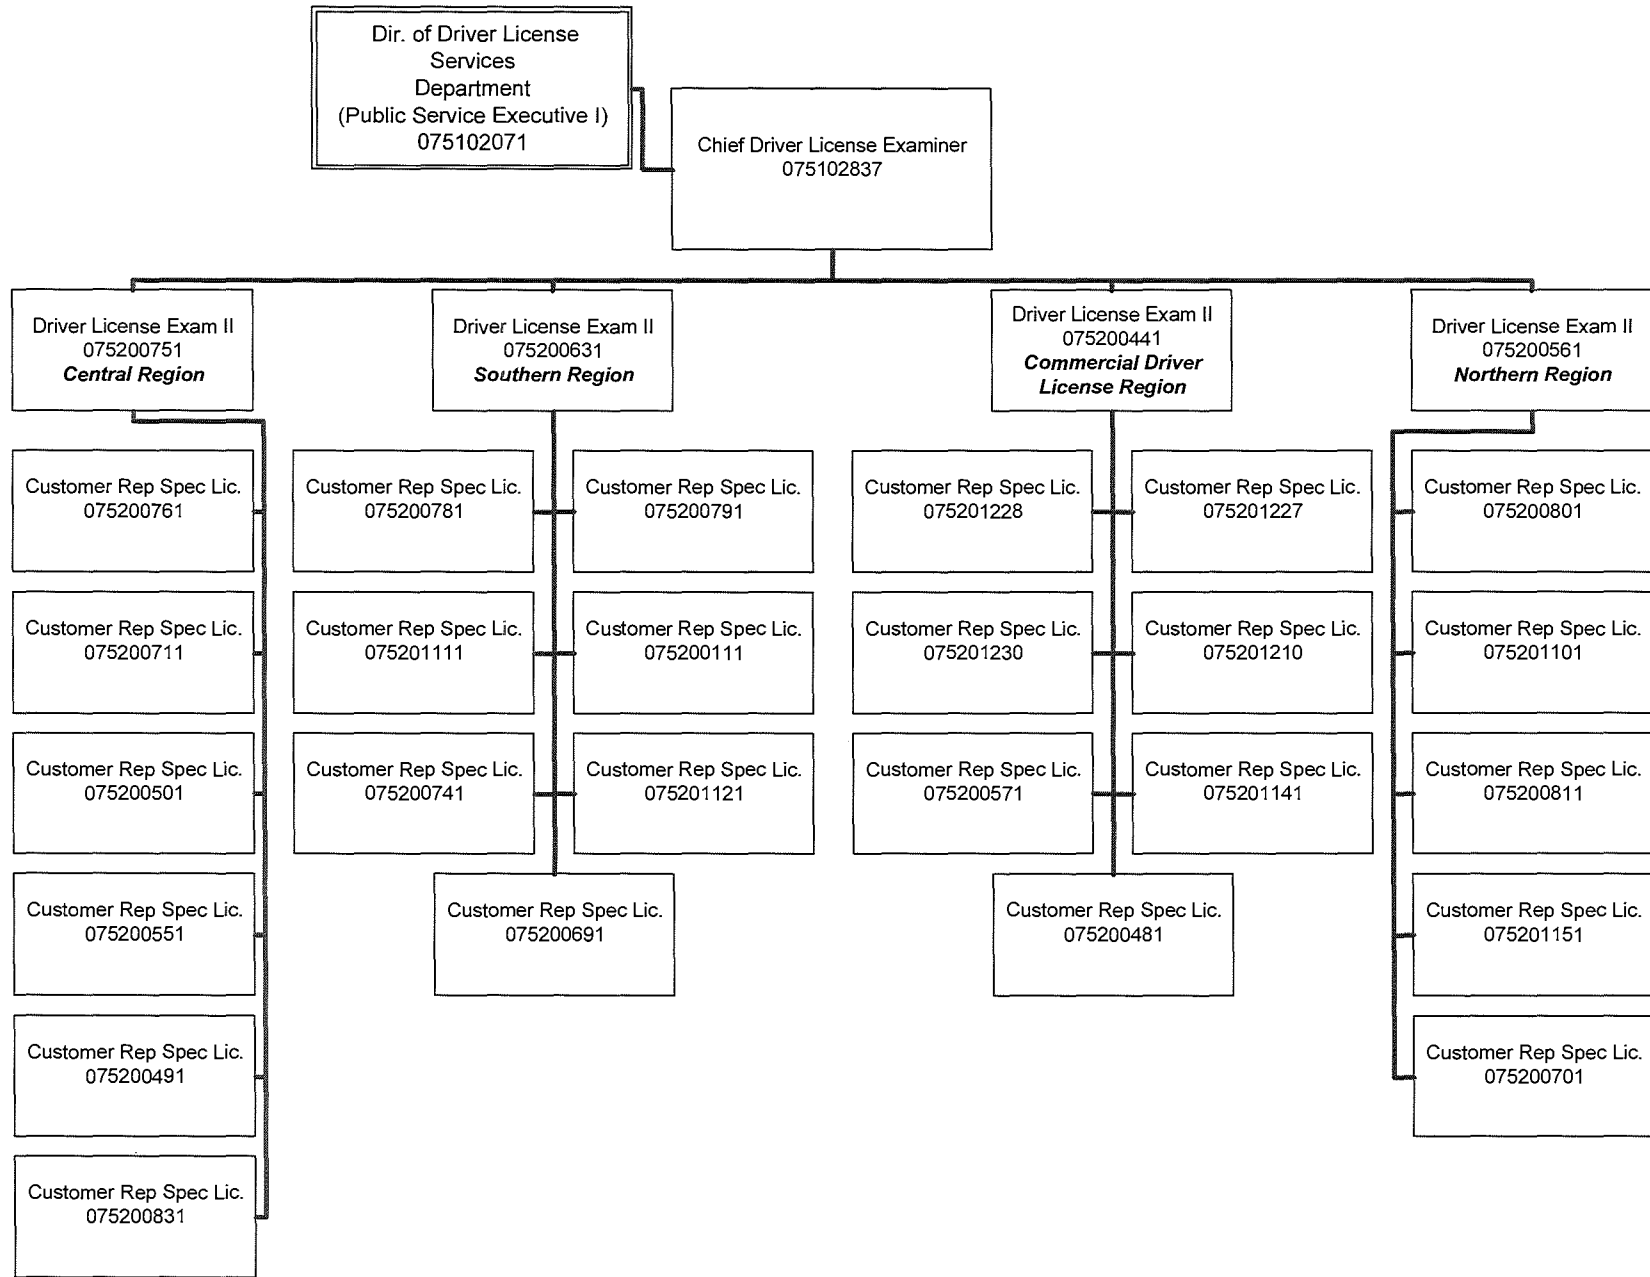 Dir. of Driver License
Services
Department
(Public Service Executive I)
075102071
Chief Driver License Examiner
075102837
Driver License Exam II
075200751
Central Region
Driver License Exam II
075200631
Southern Region
Driver License Exam II
075200441
Commercial Driver
License Region
Driver License Exam II
075200561
Northern Region
Customer Rep Spec Lic.
075200761
Customer Rep Spec Lic.
075200781
Customer Rep Spec Lic.
075200791
Customer Rep Spec Lic.
075201228
Customer Rep Spec Lic.
075201227
Customer Rep Spec Lic.
075200801
Customer Rep Spec Lic.
075200711
Customer Rep Spec Lic.
075201111
Customer Rep Spec Lic.
075200111
Customer Rep Spec Lic.
075201230
Customer Rep Spec Lic.
075201210
Customer Rep Spec Lic.
075201101
Customer Rep Spec Lic.
075200501
Customer Rep Spec Lic.
075200741
Customer Rep Spec Lic.
075201121
Customer Rep Spec Lic.
075200571
Customer Rep Spec Lic.
075201141
Customer Rep Spec Lic.
075200811
Customer Rep Spec Lic.
075200551
Customer Rep Spec Lic.
075200691
Customer Rep Spec Lic.
075200481
Customer Rep Spec Lic.
075201151
Customer Rep Spec Lic.
075200491
Customer Rep Spec Lic.
075200701
Customer Rep Spec Lic.
075200831